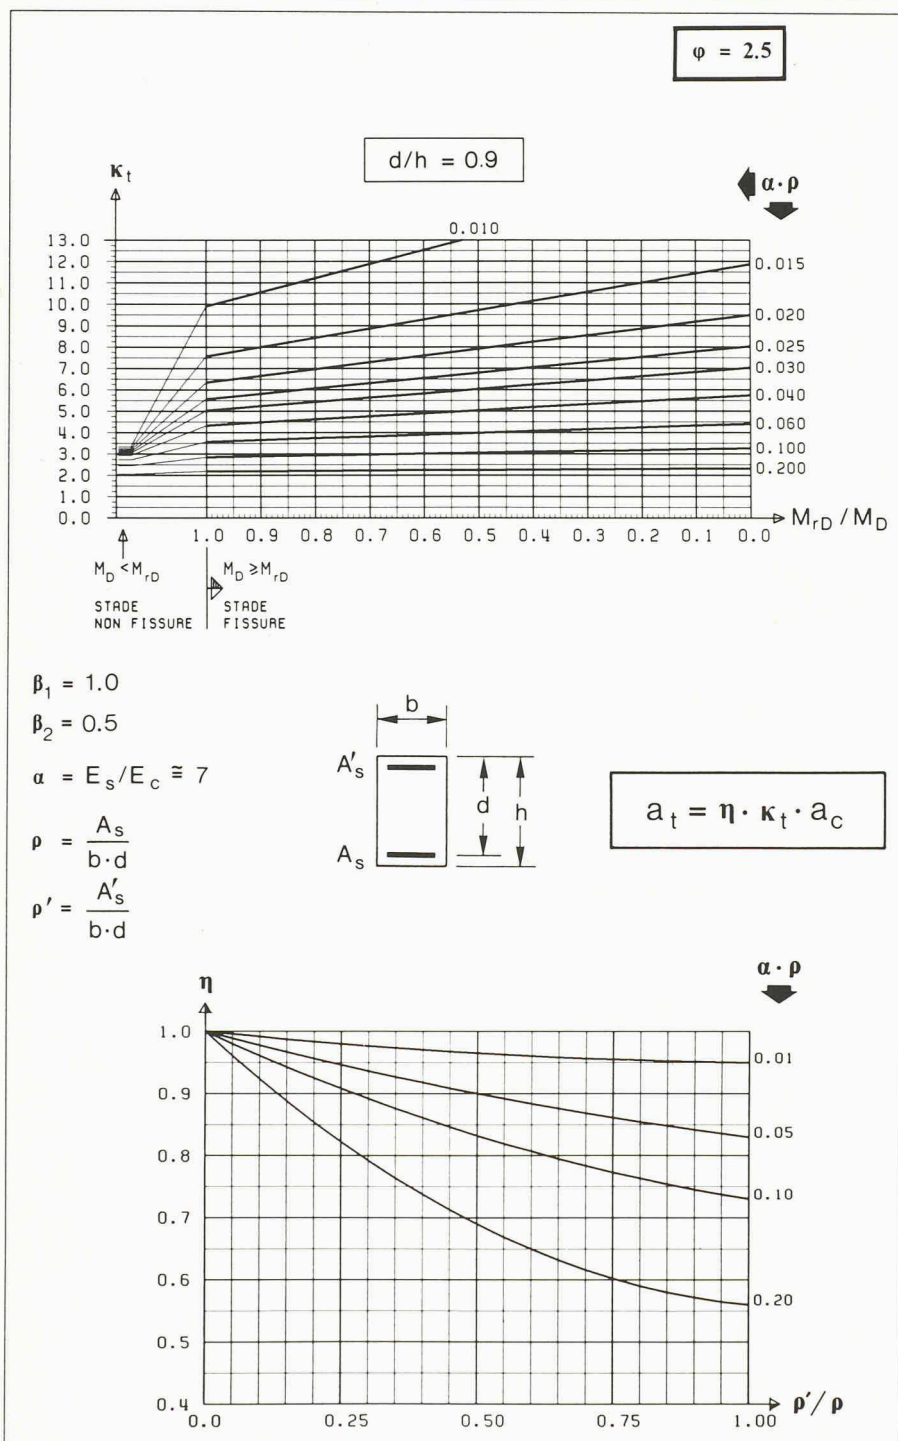 φ = 2.5
d/h = 0.9
κt
α·ρ
0.010
13.0
12.0
11.0
10.0
9.0
8.0
7.0
6.0
5.0
4.0
3.0
2.0
1.0
0.0
0.015
0.020
0.025
0.030
0.040
0.060
0.100
0.200
1.0 0.9 0.8 0.7 0.6 0.5 0.4 0.3 0.2 0.1 0.0
MrD/MD
MD<MrD
STADE
NON FISSURE
MD≥MrD
STADE
FISSURE
β1 = 1.0
β2 = 0.5
α = Es/Ec ≅ 7
ρ = As / b·d
ρ' = A's / b·d
b
A's
d
h
As
at = η·κt·ac
η
α·ρ
1.0
0.9
0.8
0.7
0.6
0.5
0.4
0.01
0.05
0.10
0.20
0.0 0.25 0.50 0.75 1.00
ρ'/ρ